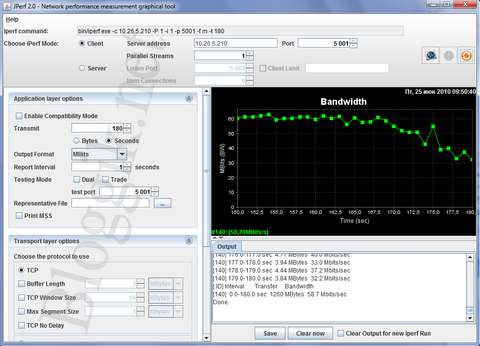 JPerf 2.0 - Network performance measurement graphical tool
Help
Iperf command:
bin/iperf.exe -c 10.26.5.210 -P 1 -i 1 -p 5001 -f m -t 180
Choose iPerf Mode:
Client
Server address
10.26.5.210
Port
5 001
Parallel Streams
1
Server
Listen Port
5 001
Client Limit
Num Connections
Application layer options
Enable Compatibility Mode
Transmit
180
Bytes
Seconds
Output Format
MBits
Report Interval
1
seconds
Testing Mode
Dual
Trade
test port
5 001
Representative File
...
Print MSS
Transport layer options
Choose the protocol to use
TCP
Buffer Length
MBytes
TCP Window Size
MBytes
Max Segment Size
MBytes
TCP No Delay
Пт, 25 июн 2010 09:50:40
Bandwidth
MBits (BW)
60
50
40
30
20
10
0
150,0 152,5 155,0 157,5 160,0 162,5 165,0 167,5 170,0 172,5 175,0 177,5 180,
Time (sec)
#140: [58,70Mbits/s]
Output
[140] 176.0-177.0 sec 4.77 MBytes 40.0 Mbits/sec
[140] 177.0-178.0 sec 3.94 MBytes 33.0 Mbits/sec
[140] 178.0-179.0 sec 4.44 MBytes 37.2 Mbits/sec
[140] 179.0-180.0 sec 3.84 MBytes 32.2 Mbits/sec
[ ID] Interval Transfer Bandwidth
[140] 0.0-180.0 sec 1260 MBytes 58.7 Mbits/sec
Done.
Save
Clear now
Clear Output for new Iperf Run